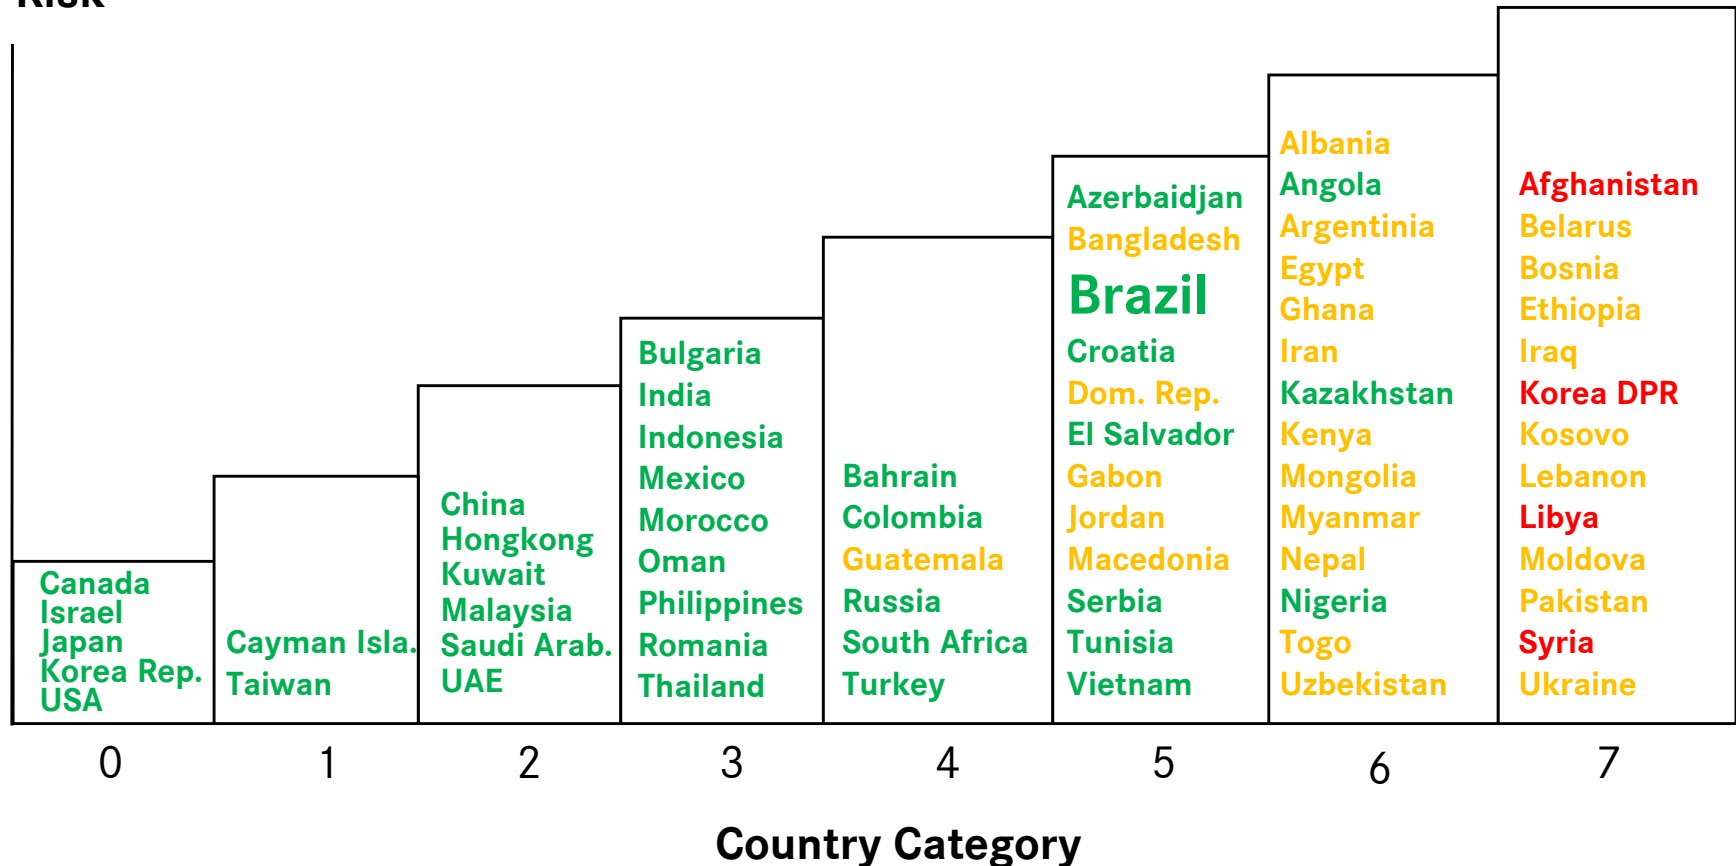 Risk
Canada
Israel
Japan
Korea Rep.
USA
Cayman Isla.
Taiwan
China
Hongkong
Kuwait
Malaysia
Saudi Arab.
UAE
Bulgaria
India
Indonesia
Mexico
Morocco
Oman
Philippines
Romania
Thailand
Bahrain
Colombia
Guatemala
Russia
South Africa
Turkey
Azerbaidjan
Bangladesh
Brazil
Croatia
Dom. Rep.
El Salvador
Gabon
Jordan
Macedonia
Serbia
Tunisia
Vietnam
Albania
Angola
Argentinia
Egypt
Ghana
Iran
Kazakhstan
Kenya
Mongolia
Myanmar
Nepal
Nigeria
Togo
Uzbekistan
Afghanistan
Belarus
Bosnia
Ethiopia
Iraq
Korea DPR
Kosovo
Lebanon
Libya
Moldova
Pakistan
Syria
Ukraine
0 1 2 3 4 5 6 7
Country Category